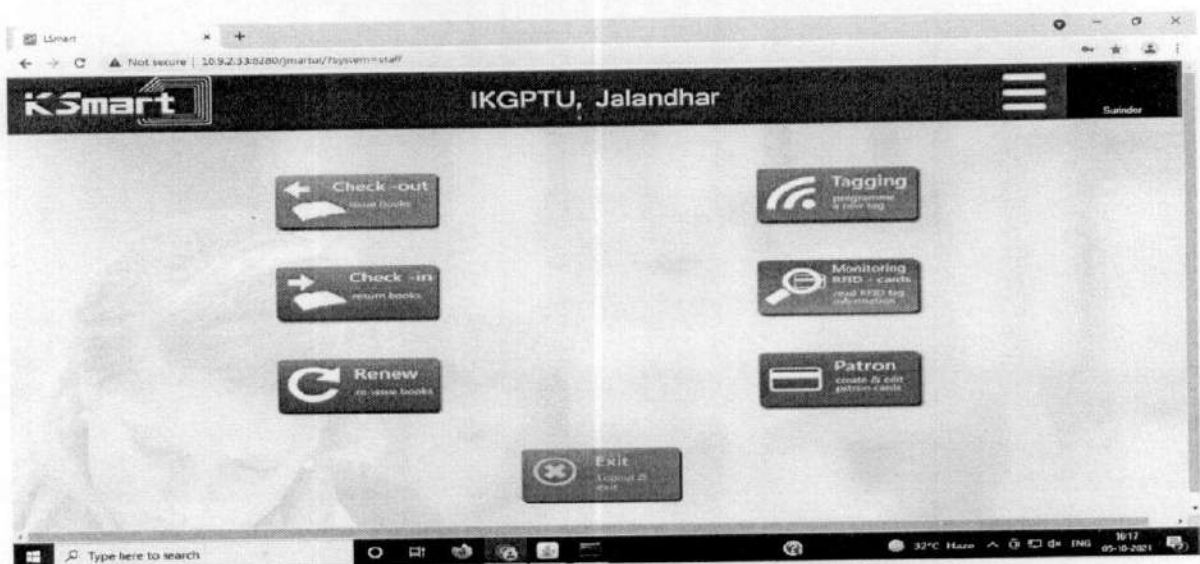 LSmart
Not secure | 10.9.2.33:8280/jmartal/?system=staff
KSmart
IKGPTU, Jalandhar
Surinder
Check -out
issue books
Tagging
programme
a new tag
Check -in
return books
Monitoring
RFID - cards
read RFID tag
information
Renew
re-issue books
Patron
create & edit
patron cards
Exit
Logout &
exit
Type here to search
32°C Haze
ENG
16:17
05-10-2021